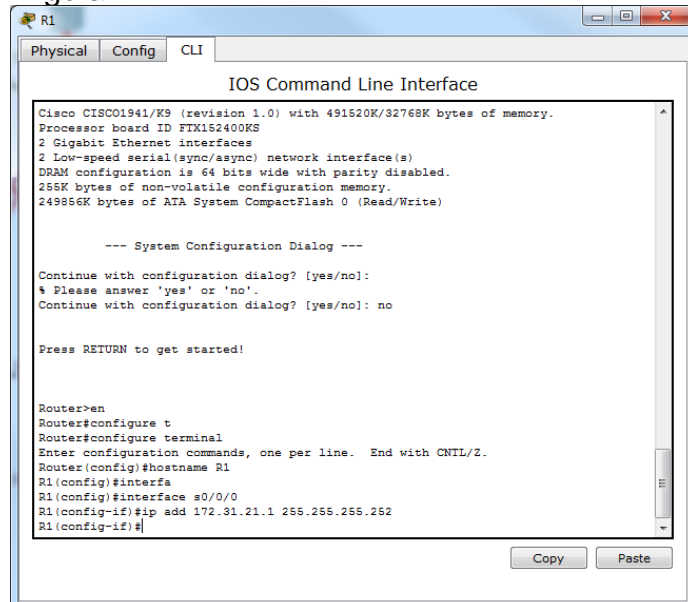 R1
Physical Config CLI
IOS Command Line Interface
Cisco CISCO1941/K9 (revision 1.0) with 491520K/32768K bytes of memory.
Processor board ID FTX152400KS
2 Gigabit Ethernet interfaces
2 Low-speed serial(sync/async) network interface(s)
DRAM configuration is 64 bits wide with parity disabled.
255K bytes of non-volatile configuration memory.
249856K bytes of ATA System CompactFlash 0 (Read/Write)
--- System Configuration Dialog ---
Continue with configuration dialog? [yes/no]:
% Please answer 'yes' or 'no'.
Continue with configuration dialog? [yes/no]: no
Press RETURN to get started!
Router>en
Router#configure t
Router#configure terminal
Enter configuration commands, one per line. End with CNTL/Z.
Router(config)#hostname R1
R1(config)#interfa
R1(config)#interface s0/0/0
R1(config-if)#ip add 172.31.21.1 255.255.255.252
R1(config-if)#
Copy Paste